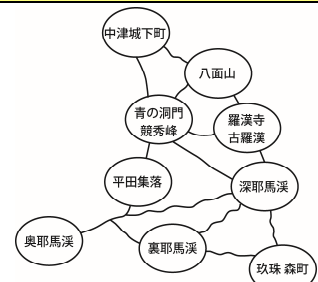 中津城下町
八面山
青の洞門
競秀峰
羅漢寺
古羅漢
平田集落
深耶馬渓
奥耶馬渓
裏耶馬渓
玖珠 森町